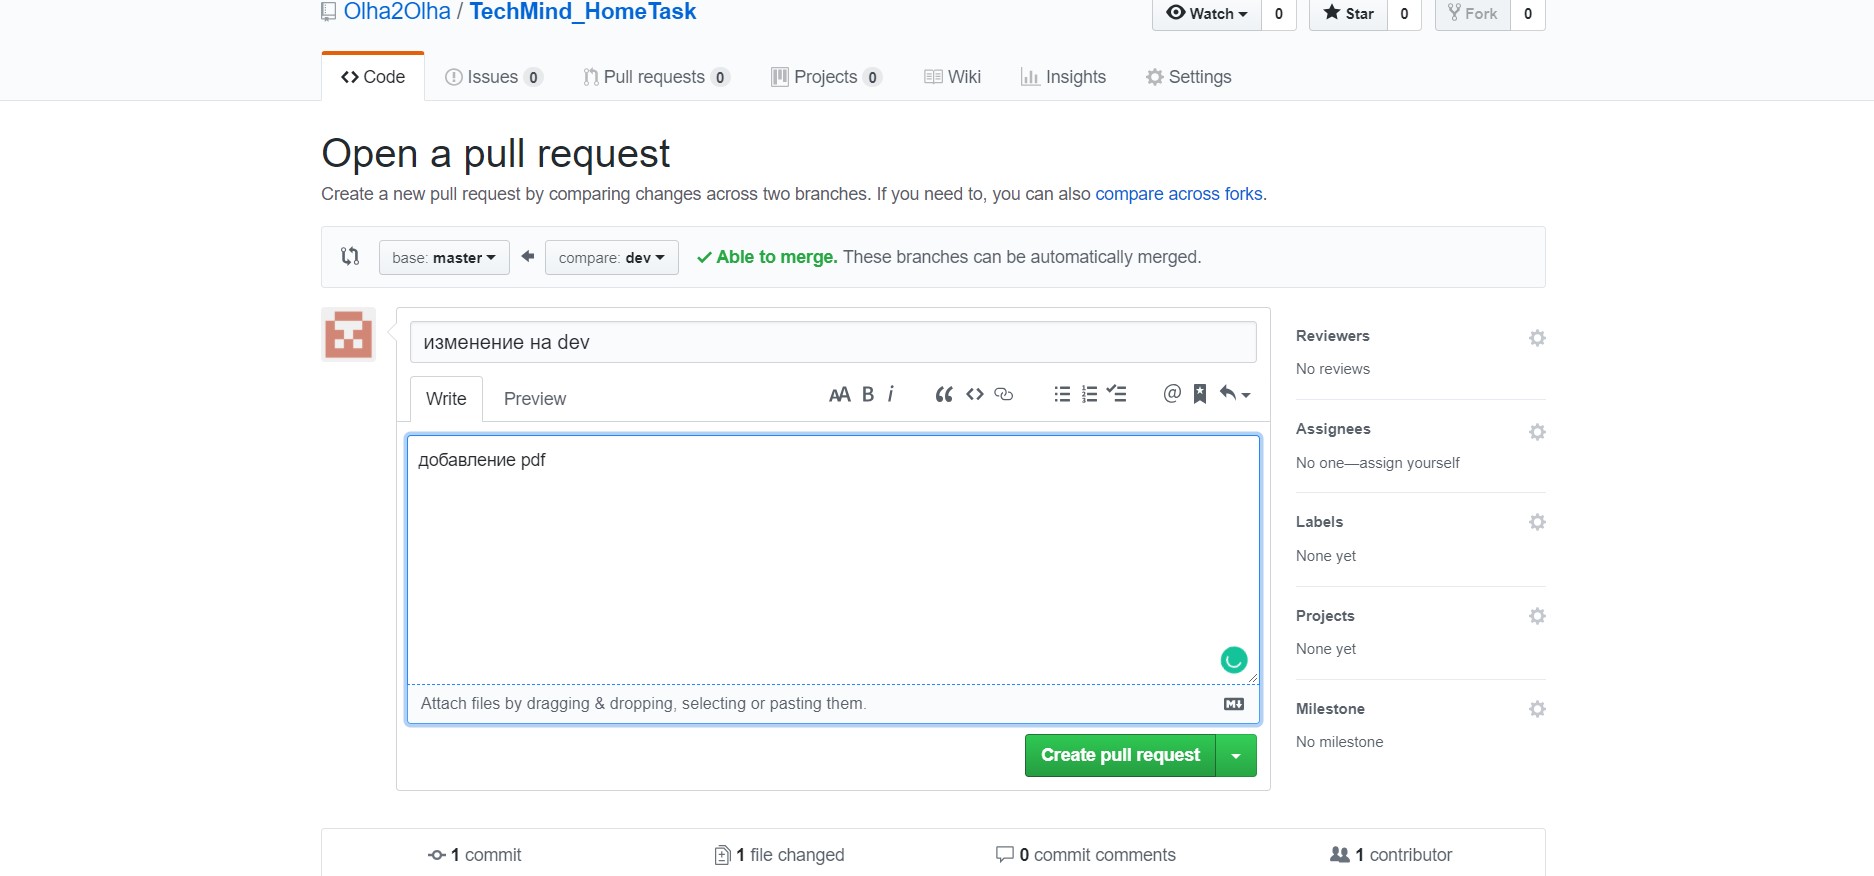 Olha2Olha / TechMind_HomeTask
Watch 0 Star 0 Fork 0
Code Issues 0 Pull requests 0 Projects 0 Wiki Insights Settings
Open a pull request
Create a new pull request by comparing changes across two branches. If you need to, you can also compare across forks.
base: master compare: dev Able to merge. These branches can be automatically merged.
изменение на dev
Write Preview AA B i @
добавление pdf
Attach files by dragging & dropping, selecting or pasting them. M↓
Create pull request
Reviewers
No reviews
Assignees
No one—assign yourself
Labels
None yet
Projects
None yet
Milestone
No milestone
1 commit 1 file changed 0 commit comments 1 contributor